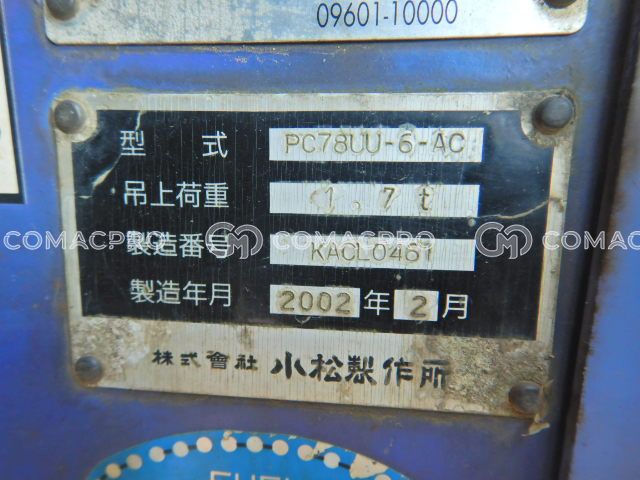 09601-10000
型 式 PC78UU-6-AC
吊上荷重 1.7t
製造番号 KACL0461
製造年月 2002年2月
株式會社 小松製作所
COMACPRO COMACPRO COMACPRO